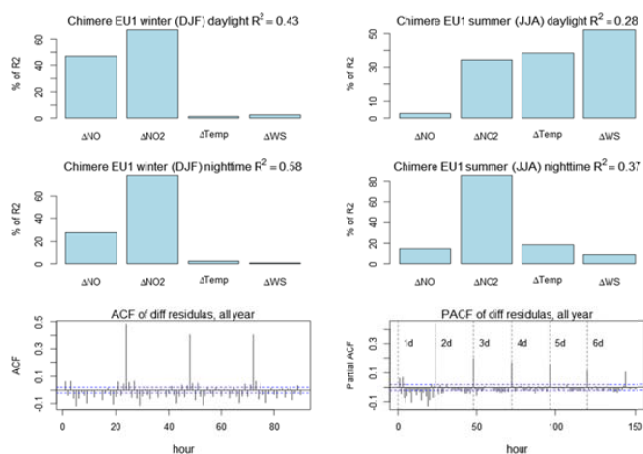 Chimere EU1 winter (DJF) daylight R² = 0.43
% of R2
0 20 40 60
ΔNO ΔNO2 ΔTemp ΔWS
Chimere EU1 summer (JJA) daylight R² = 0.28
% of R2
0 10 30 50
ΔNO ΔNO2 ΔTemp ΔWS
Chimere EU1 winter (DJF) nighttime R² = 0.58
% of R2
0 20 40 60
ΔNO ΔNO2 ΔTemp ΔWS
Chimere EU1 summer (JJA) nighttime R² = 0.37
% of R2
0 20 40 60 80
ΔNO ΔNO2 ΔTemp ΔWS
ACF of diff residulas, all year
ACF
-0.1 0.1 0.3 0.5
0 20 40 60 80
hour
PACF of diff residulas, all year
Partial ACF
-0.1 0.1 0.3
1d 2d 3d 4d 5d 6d
0 50 100 150
hour